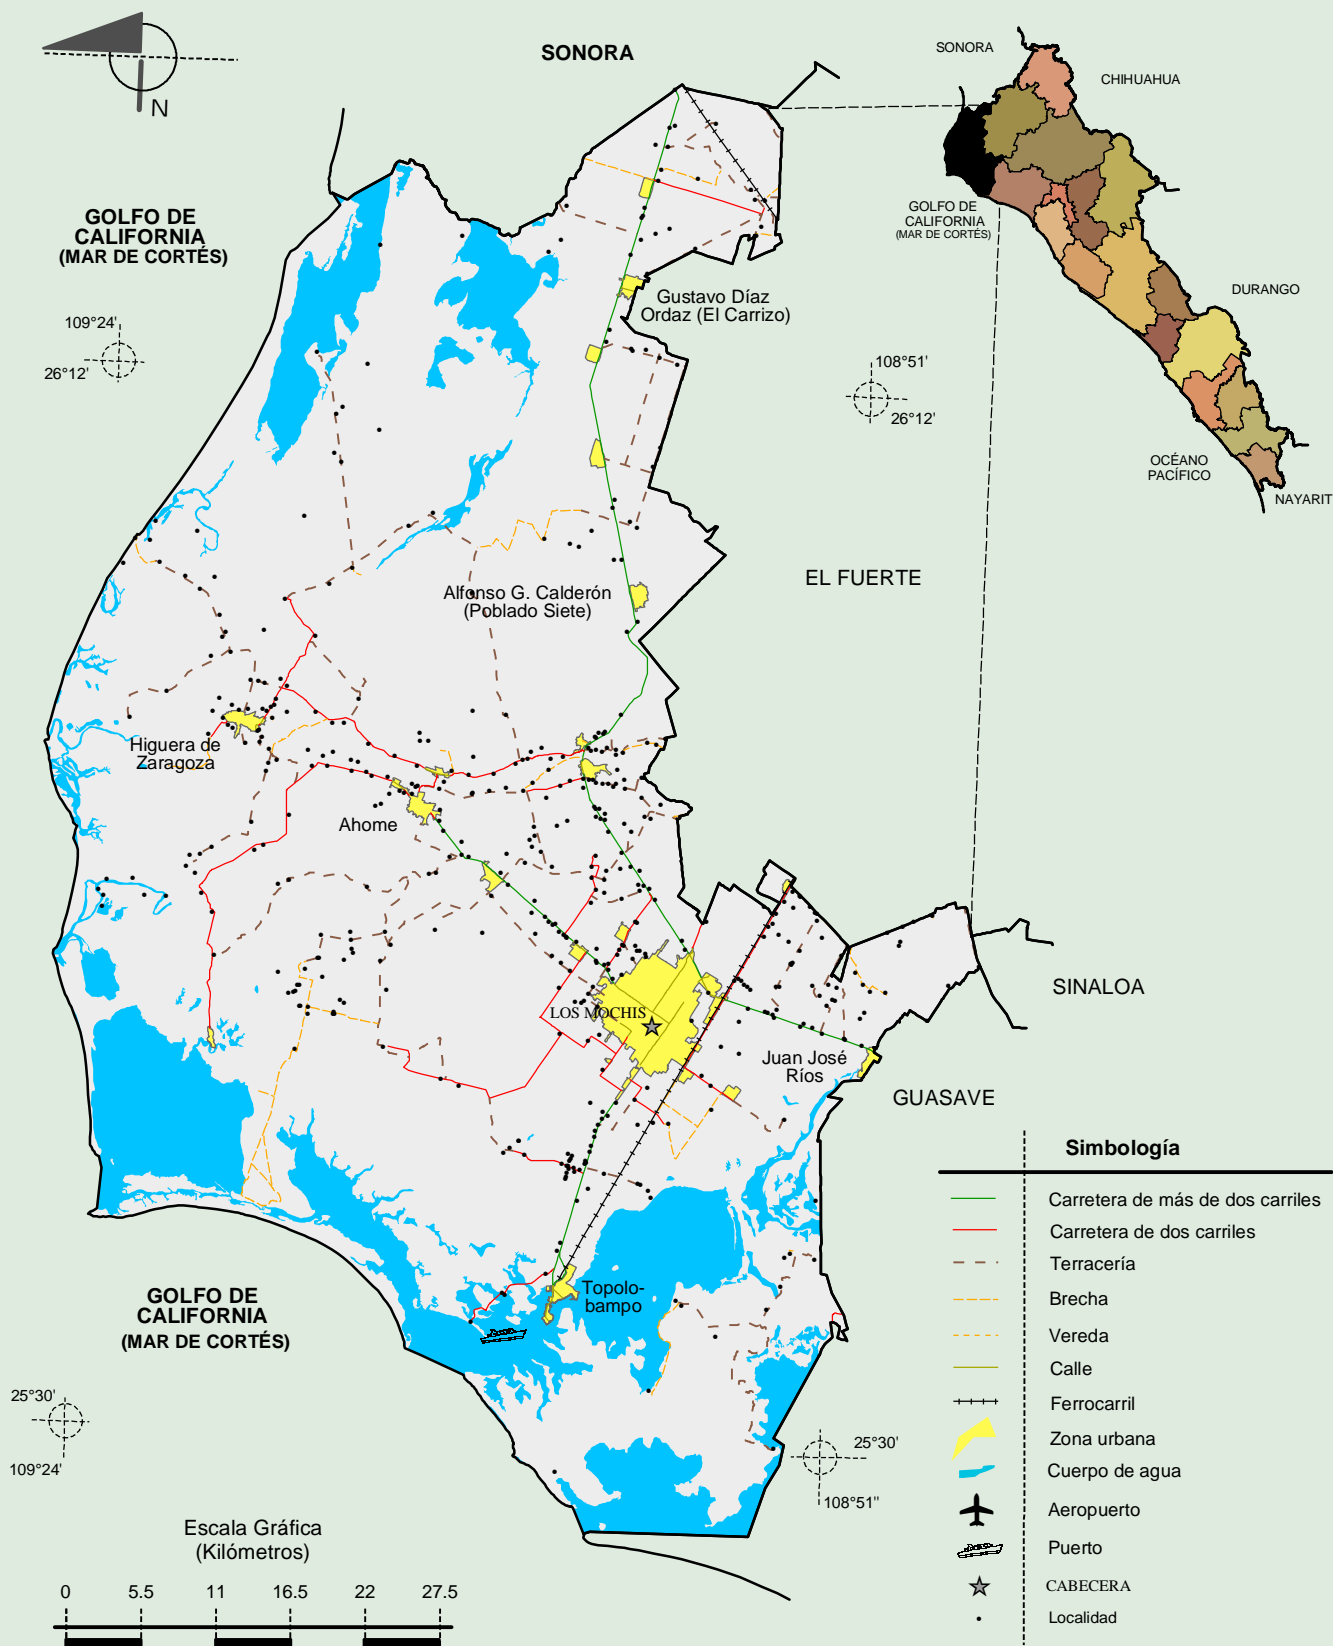 N
SONORA
SONORA
CHIHUAHUA
GOLFO DE
CALIFORNIA
(MAR DE CORTÉS)
GOLFO DE
CALIFORNIA
(MAR DE CORTÉS)
DURANGO
OCÉANO
PACÍFICO
NAYARIT
109°24'
26°12'
108°51'
26°12'
Gustavo Díaz
Ordaz (El Carrizo)
EL FUERTE
Alfonso G. Calderón
(Poblado Siete)
Higuera de
Zaragoza
Ahome
LOS MOCHIS
Juan José
Ríos
SINALOA
GUASAVE
Topolo-
bampo
GOLFO DE
CALIFORNIA
(MAR DE CORTÉS)
25°30'
109°24'
25°30'
108°51"
Simbología
Carretera de más de dos carriles
Carretera de dos carriles
Terracería
Brecha
Vereda
Calle
Ferrocarril
Zona urbana
Cuerpo de agua
Aeropuerto
Puerto
CABECERA
Localidad
Escala Gráfica
(Kilómetros)
0 5.5 11 16.5 22 27.5